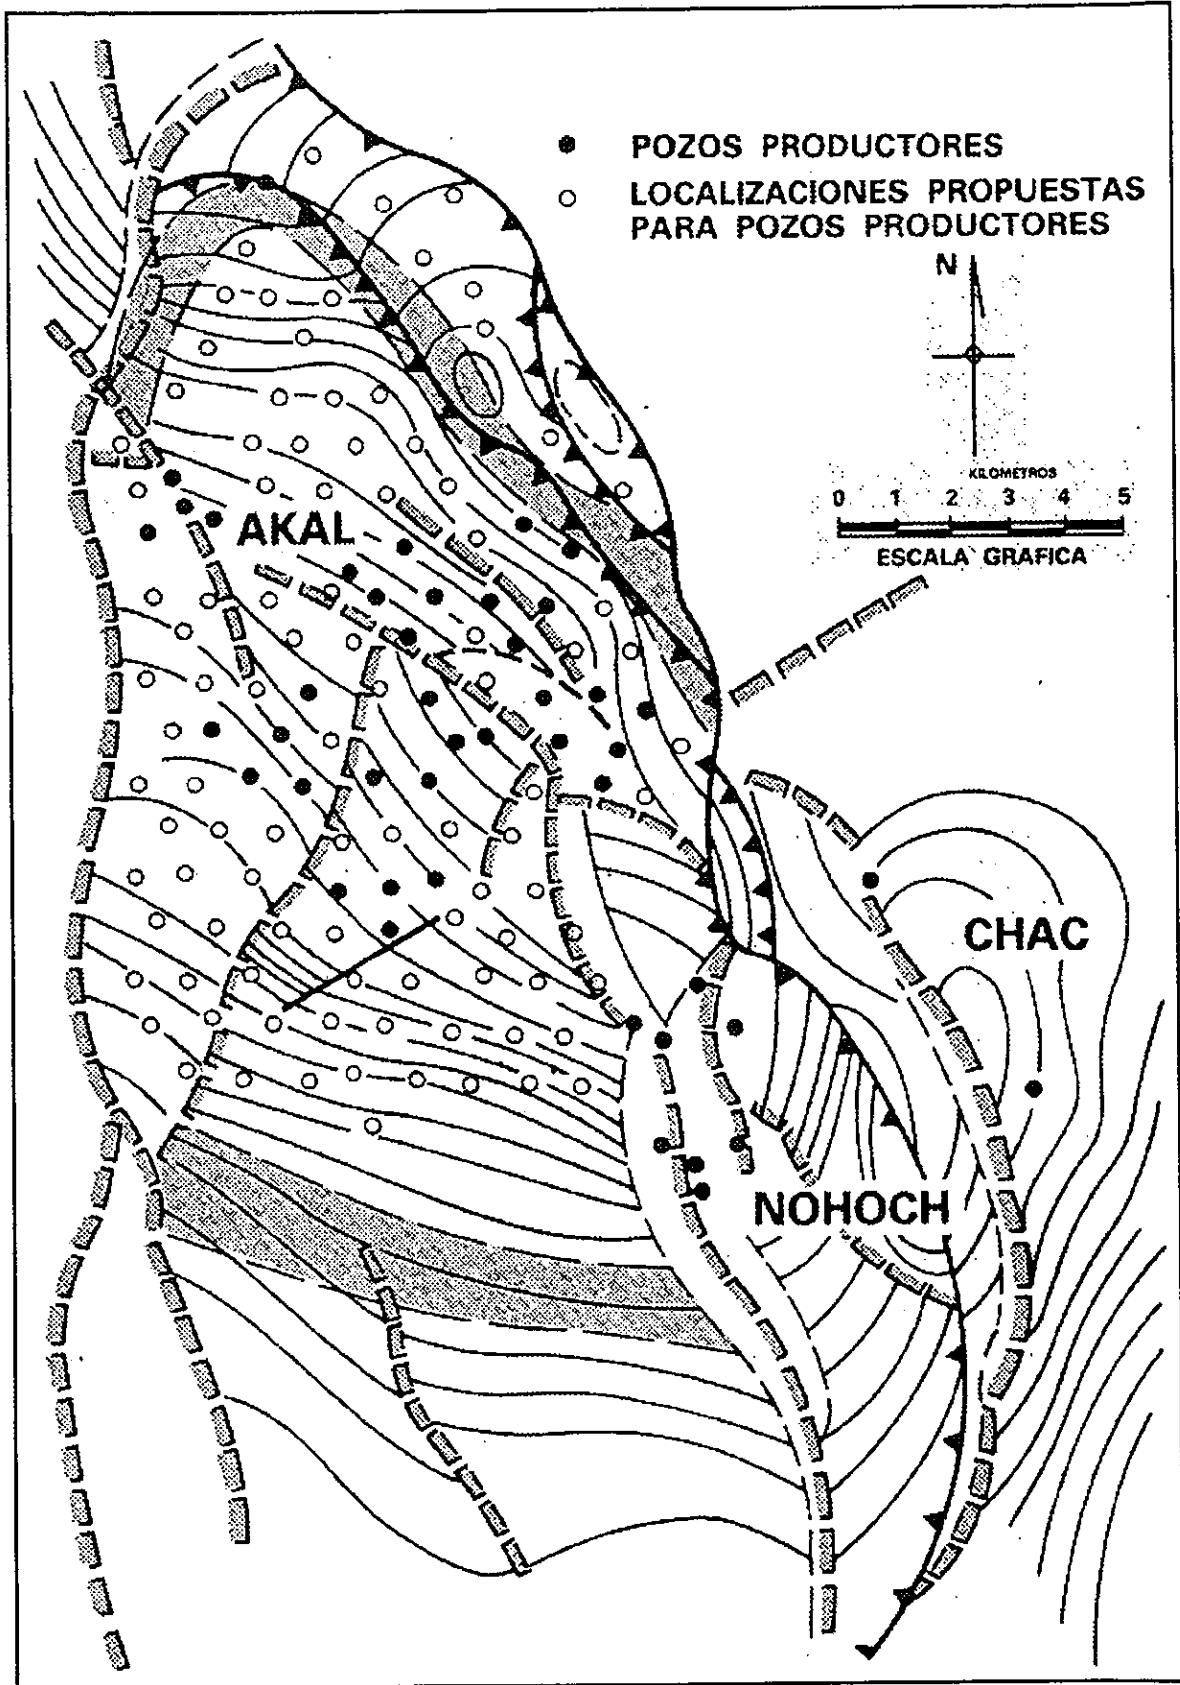 POZOS PRODUCTORES
LOCALIZACIONES PROPUESTAS
PARA POZOS PRODUCTORES
N
KILOMETROS
0 1 2 3 4 5
ESCALA GRAFICA
AKAL
CHAC
NOHOCH